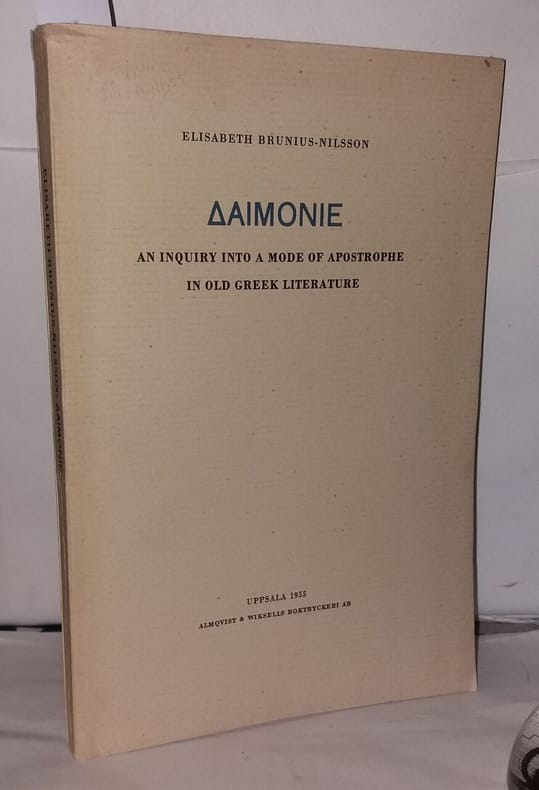 ELISABETH BRUNIUS-NILSSON
ΔΑΙΜΟΝΙΕ
AN INQUIRY INTO A MODE OF APOSTROPHE
IN OLD GREEK LITERATURE
UPPSALA 1955
ALMQVIST & WIKSELLS BOKTRYCKERI AB
ELISABETH BRUNIUS-NILSSON: ΔΑΙΜΟΝΙΕ